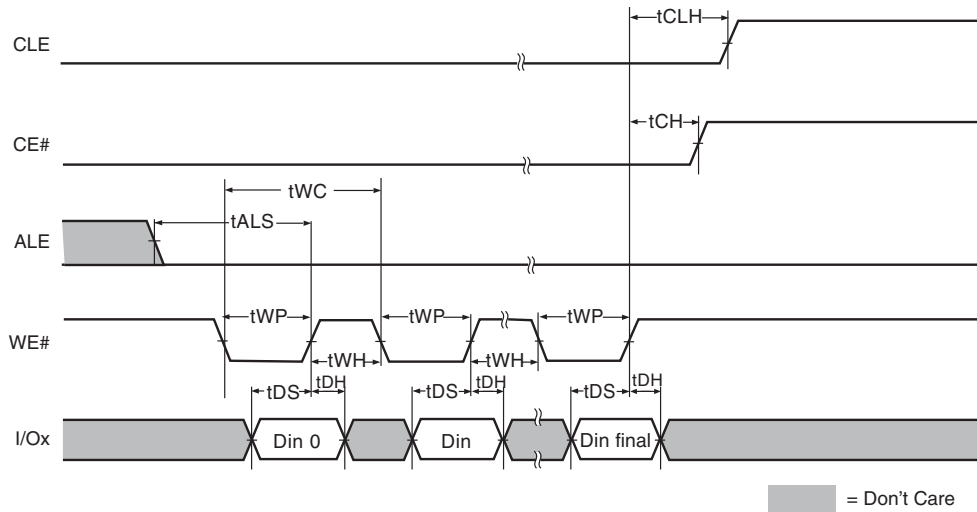 tCLH
CLE
tCH
CE#
tWC
tALS
ALE
tWP
tWP
tWP
WE#
tWH
tWH
tDS
tDH
tDS
tDH
tDS
tDH
I/Ox
Din 0
Din
Din final
= Don't Care